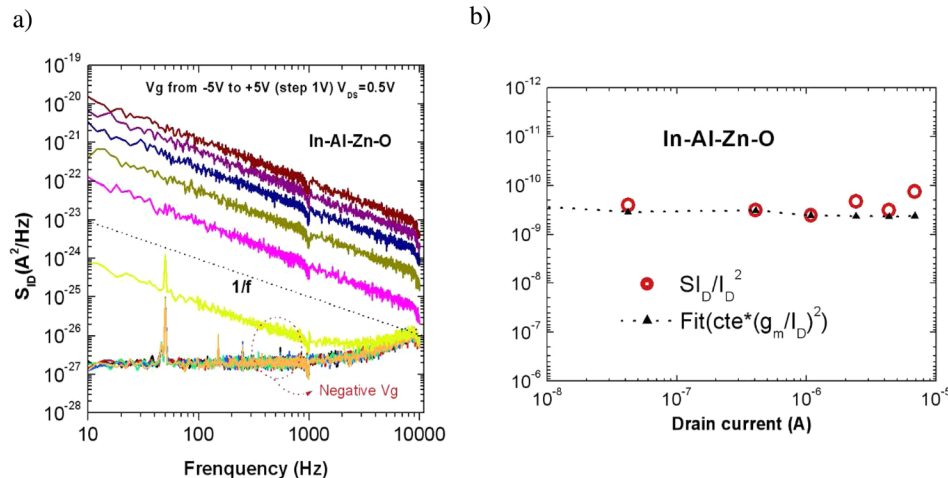 a)
b)
10^-19
10^-20
10^-21
10^-22
10^-23
10^-24
10^-25
10^-26
10^-27
10^-28
S_ID(A^2/Hz)
Vg from -5V to +5V (step 1V) V_DS=0.5V
In-Al-Zn-O
1/f
Negative Vg
10
100
1000
10000
Frenquency (Hz)
10^-12
10^-11
10^-10
10^-9
10^-8
10^-7
10^-6
In-Al-Zn-O
SI_D/I_D^2
Fit(cte*(g_m/I_D)^2)
10^-8
10^-7
10^-6
10^-5
Drain current (A)